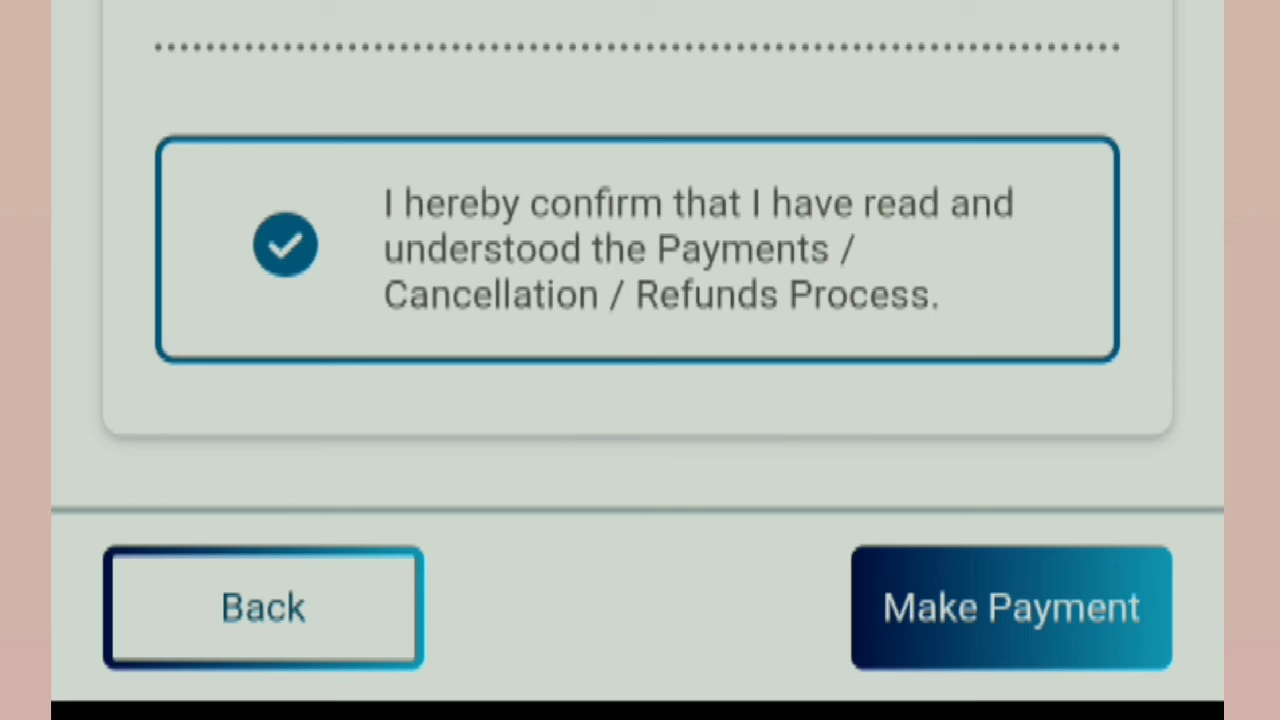 I hereby confirm that I have read and
understood the Payments /
Cancellation / Refunds Process.
Back
Make Payment